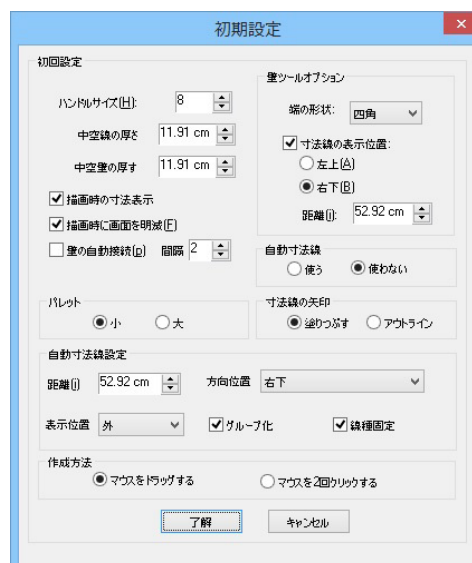 初期設定
初回設定
ハンドルサイズ(H): 8
中空線の厚さ 11.91 cm
中空壁の厚す 11.91 cm
描画時の寸法表示
描画時に画面を明滅(F)
壁の自動接続(p) 間隔 2
壁ツールオプション
端の形状: 四角
寸法線の表示位置:
左上(A)
右下(B)
距離(i): 52.92 cm
自動寸法線
使う 使わない
パレット
小 大
寸法線の矢印
塗りつぶす アウトライン
自動寸法線設定
距離(i) 52.92 cm 方向位置 右下
表示位置 外 グループ化 線種固定
作成方法
マウスをドラッグする マウスを2回クリックする
了解 キャンセル